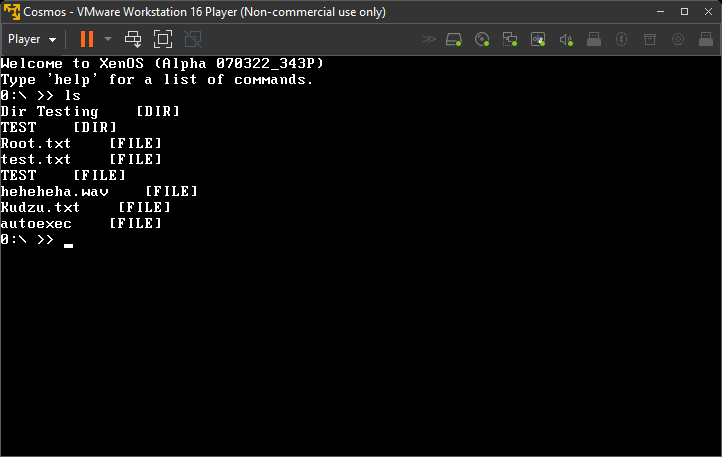 Cosmos - VMware Workstation 16 Player (Non-commercial use only)
Player
Welcome to XenOS (Alpha 070322_343P)
Type 'help' for a list of commands.
0:\ >> ls
Dir Testing    [DIR]
TEST    [DIR]
Root.txt    [FILE]
test.txt    [FILE]
TEST    [FILE]
heheheha.wav    [FILE]
Kudzu.txt    [FILE]
autoexec    [FILE]
0:\ >>